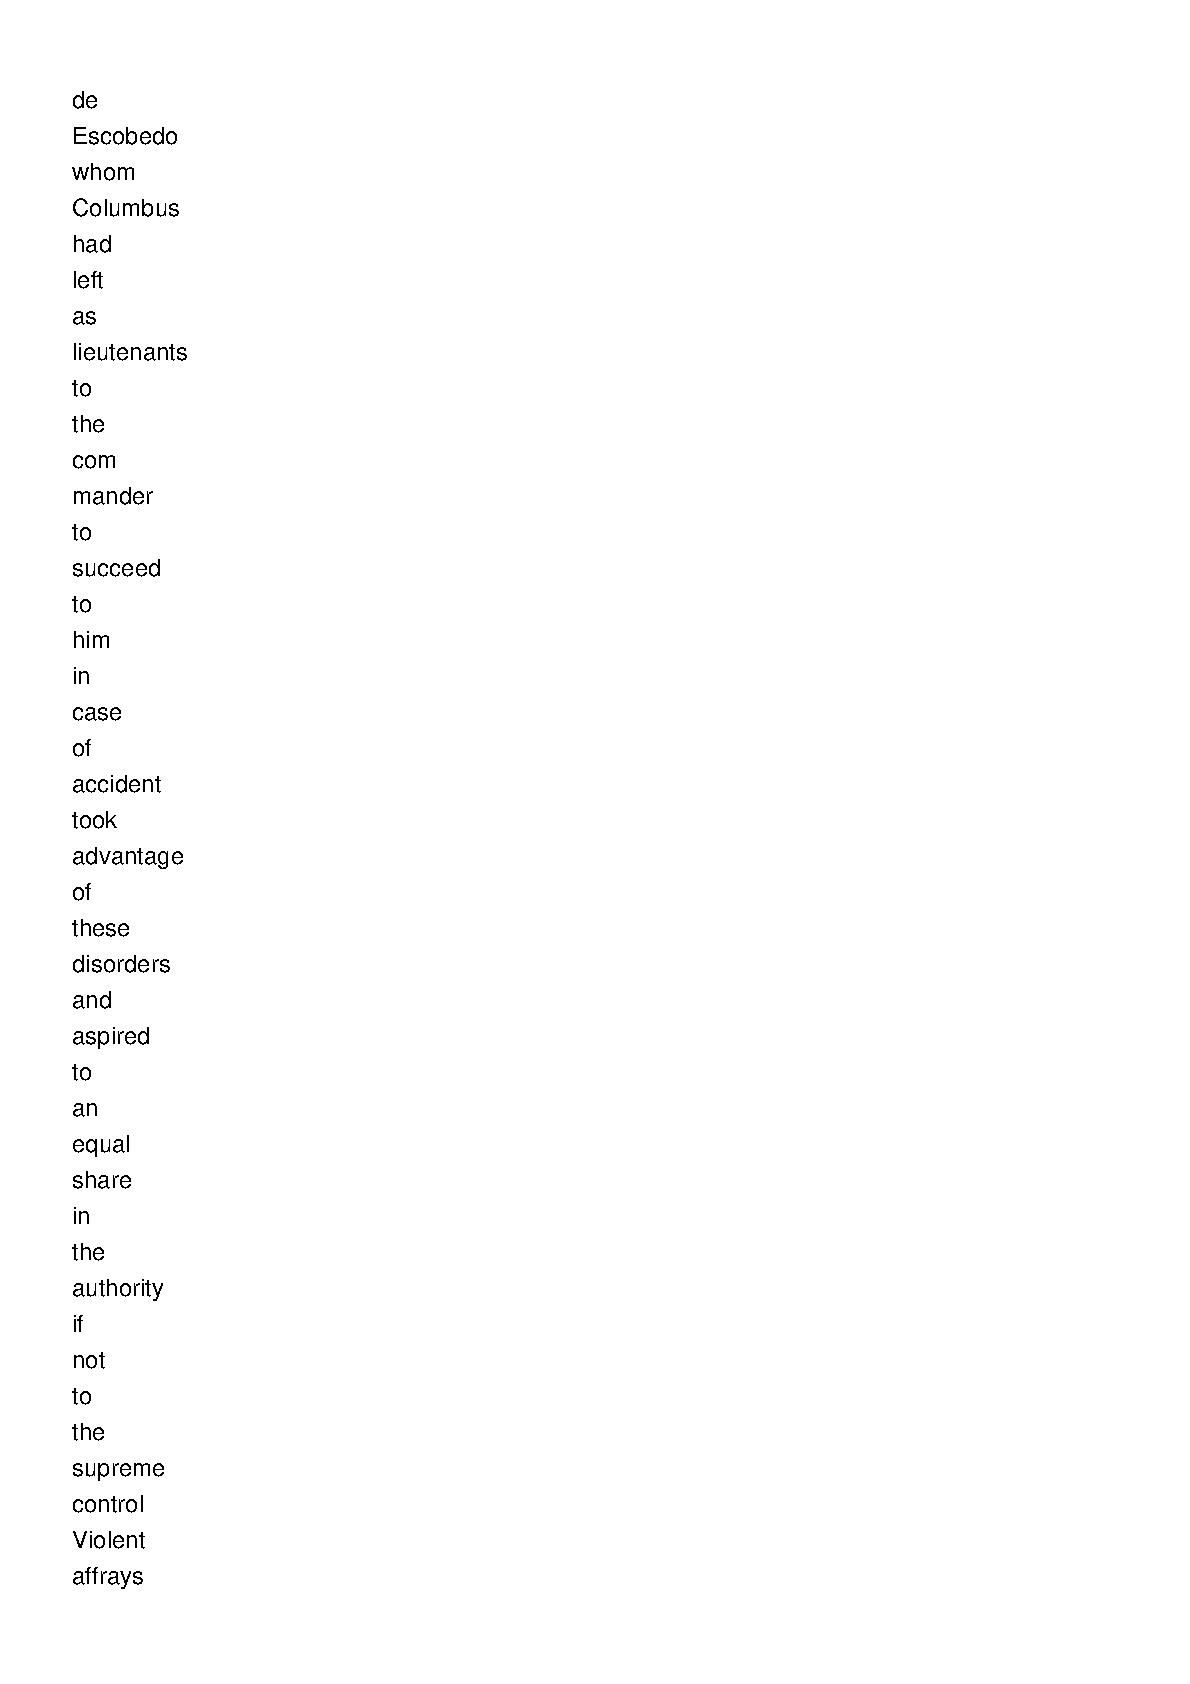 de
Escobedo
whom
Columbus
had
left
as
lieutenants
to
the
com
mander
to
succeed
to
him
in
case
of
accident
took
advantage
of
these
disorders
and
aspired
to
an
equal
share
in
the
authority
if
not
to
the
supreme
control
Violent
affrays